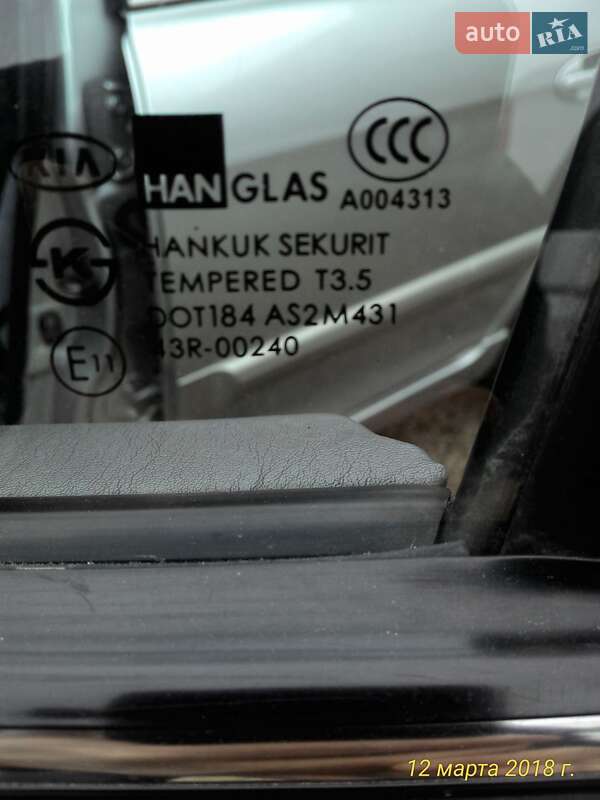 auto RIA
.com
CCC
KIA
HANGLAS
A004313
K
HANKUK SEKURIT
TEMPERED T3.5
DOT184 AS2M431
E11
43R-00240
12 марта 2018 г.